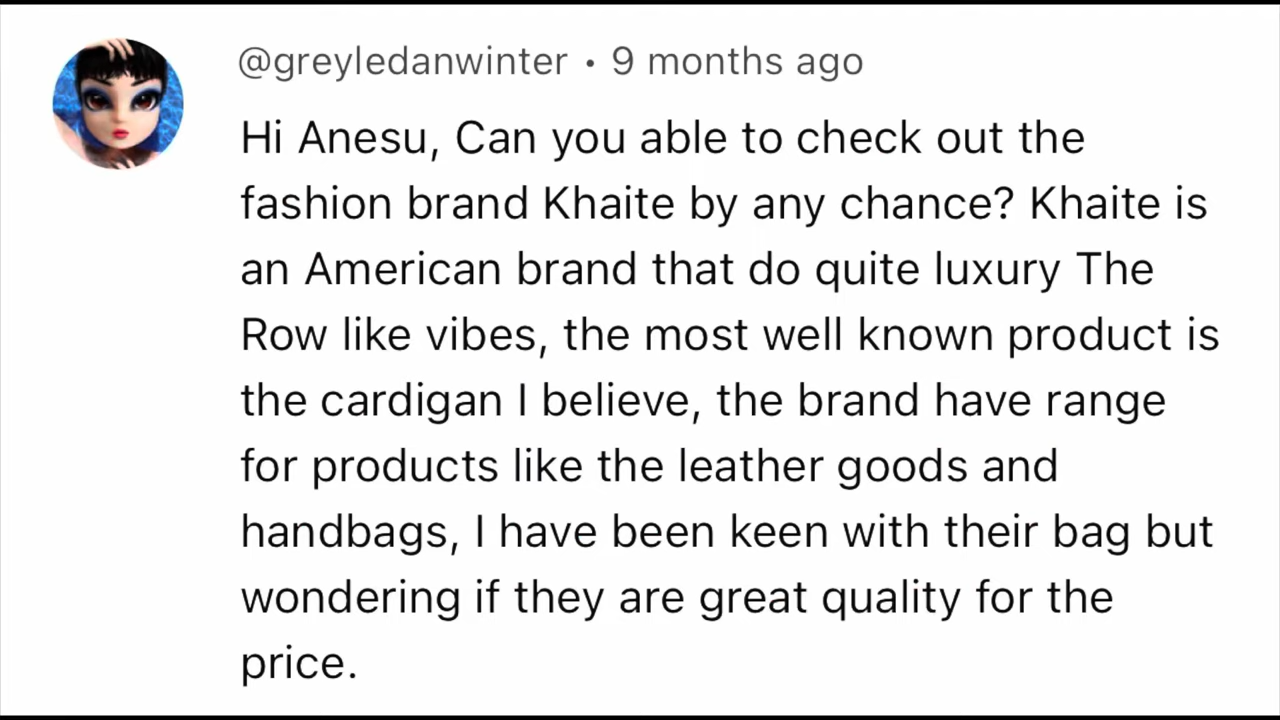 @greyledanwinter • 9 months ago
Hi Anesu, Can you able to check out the
fashion brand Khaite by any chance? Khaite is
an American brand that do quite luxury The
Row like vibes, the most well known product is
the cardigan I believe, the brand have range
for products like the leather goods and
handbags, I have been keen with their bag but
wondering if they are great quality for the
price.